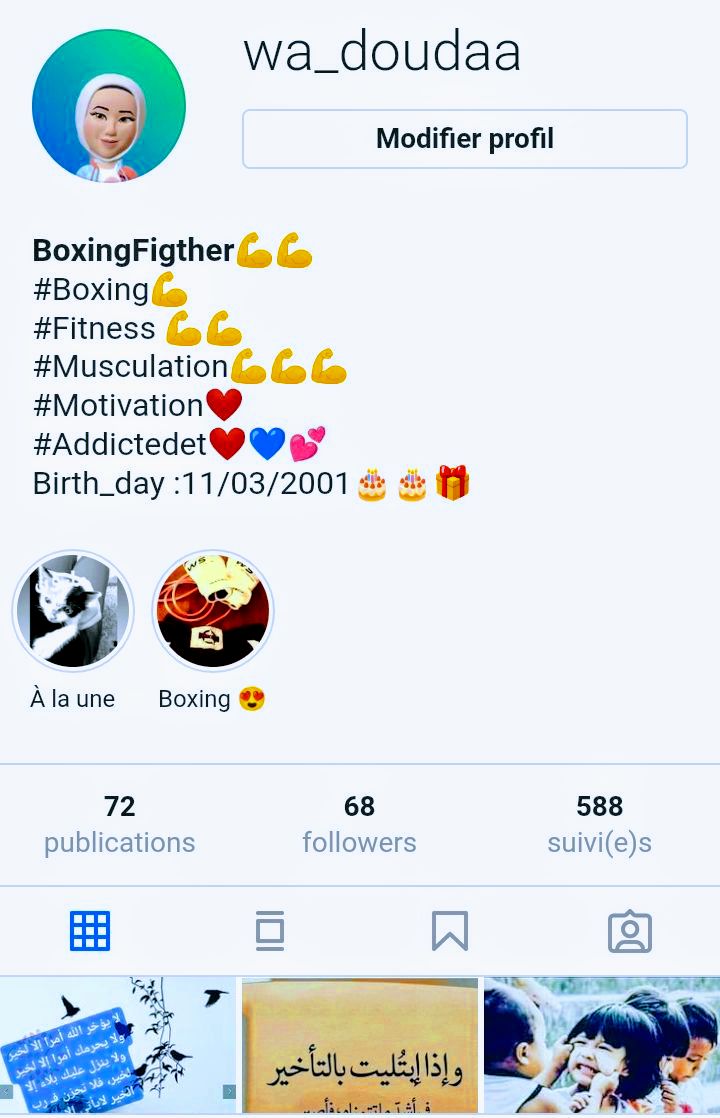 wa_doudaa
Modifier profil
BoxingFigther💪💪
#Boxing💪
#Fitness 💪💪
#Musculation💪💪💪
#Motivation❤️
#Addictedet❤️💙💕
Birth_day :11/03/2001🎂🎂🎁
À la une
Boxing 😍
72
publications
68
followers
588
suivi(e)s
لا يؤخر الله أمرا إلا لخير
ولا يحرمك أمرا إلا لخير
ولا ينزل عليك بلاء إلا
لخير، فلا تحزن فرب
الخير لا يأتي إلا
وإذا إبتُليت بالتأخير